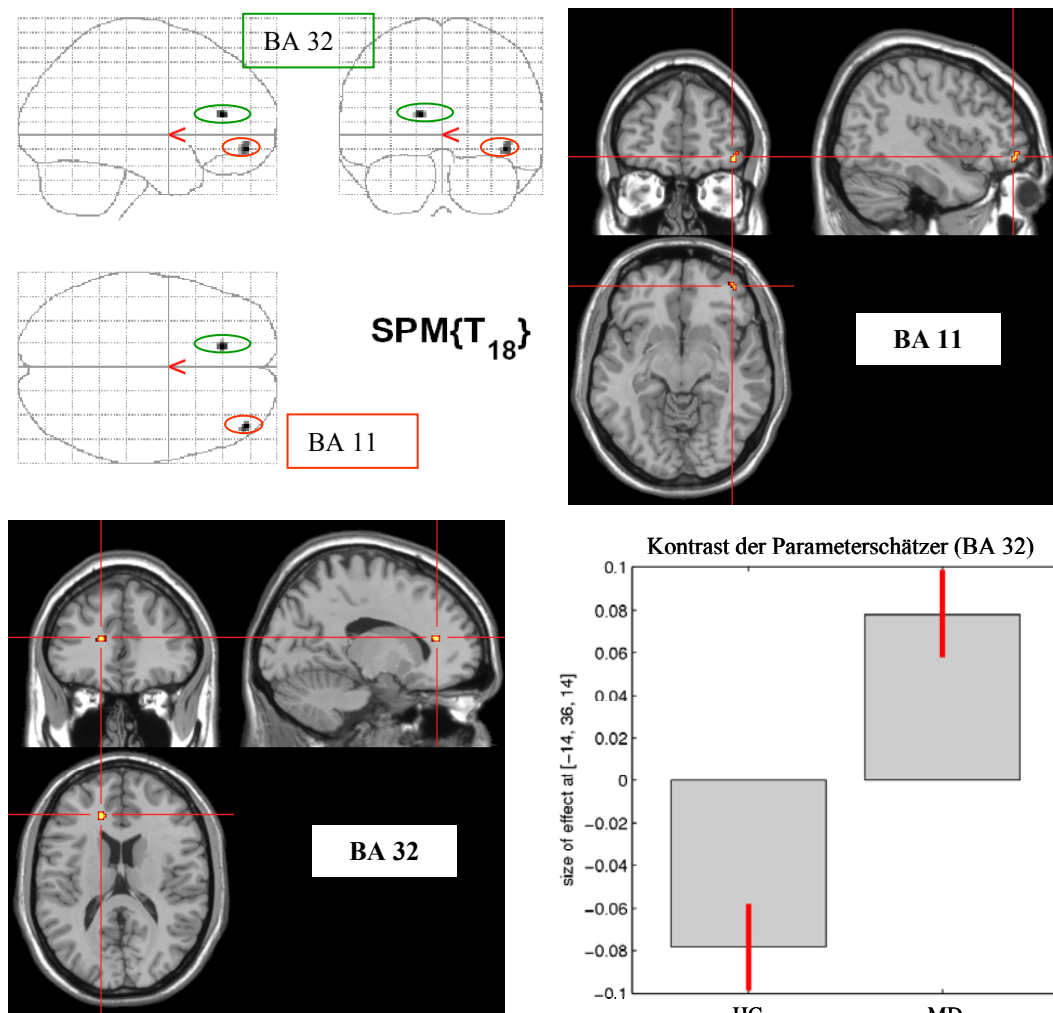 BA 32
<
<
<
SPM{T18}
BA 11
BA 11
BA 32
Kontrast der Parameterschätzer (BA 32)
size of effect at [-14, 36, 14]
0.1
0.08
0.06
0.04
0.02
0
-0.02
-0.04
-0.06
-0.08
-0.1